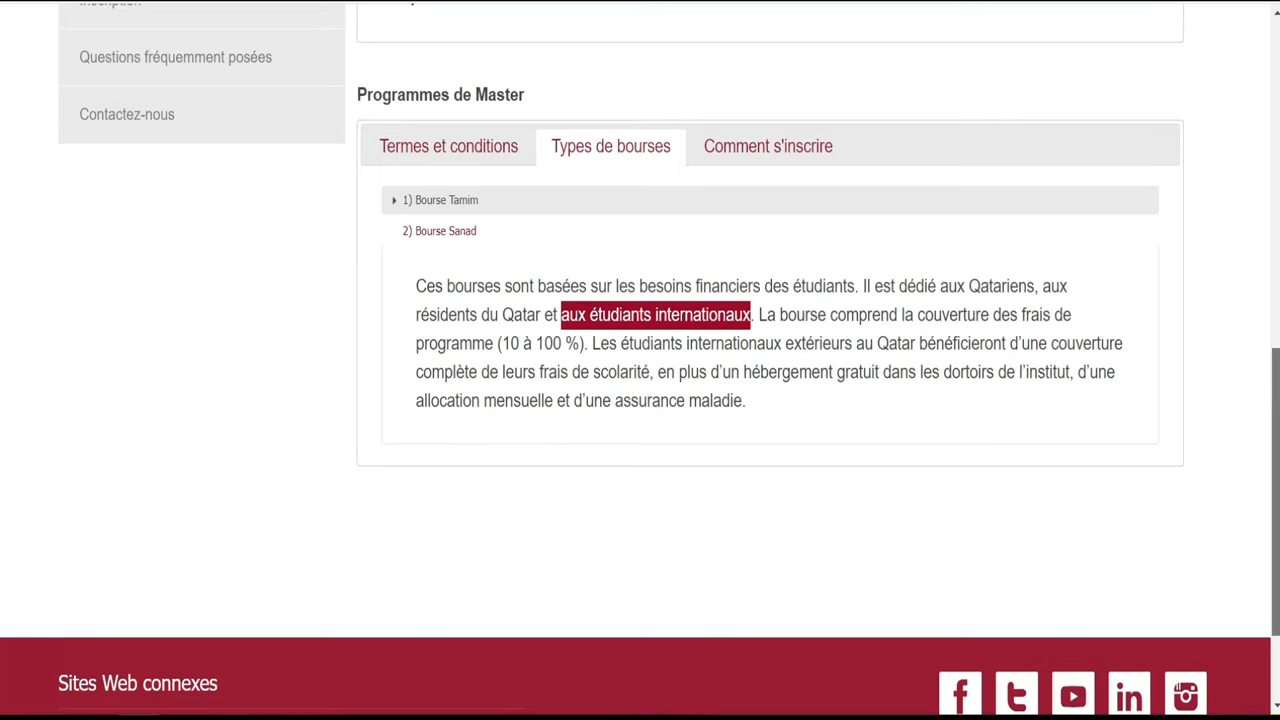 Inscription
Questions fréquemment posées
Contactez-nous
Programmes de Master
Termes et conditions
Types de bourses
Comment s'inscrire
1) Bourse Tamim
2) Bourse Sanad
Ces bourses sont basées sur les besoins financiers des étudiants. Il est dédié aux Qatariens, aux
résidents du Qatar et aux étudiants internationaux. La bourse comprend la couverture des frais de
programme (10 à 100 %). Les étudiants internationaux extérieurs au Qatar bénéficieront d’une couverture
complète de leurs frais de scolarité, en plus d’un hébergement gratuit dans les dortoirs de l’institut, d’une
allocation mensuelle et d’une assurance maladie.
Sites Web connexes